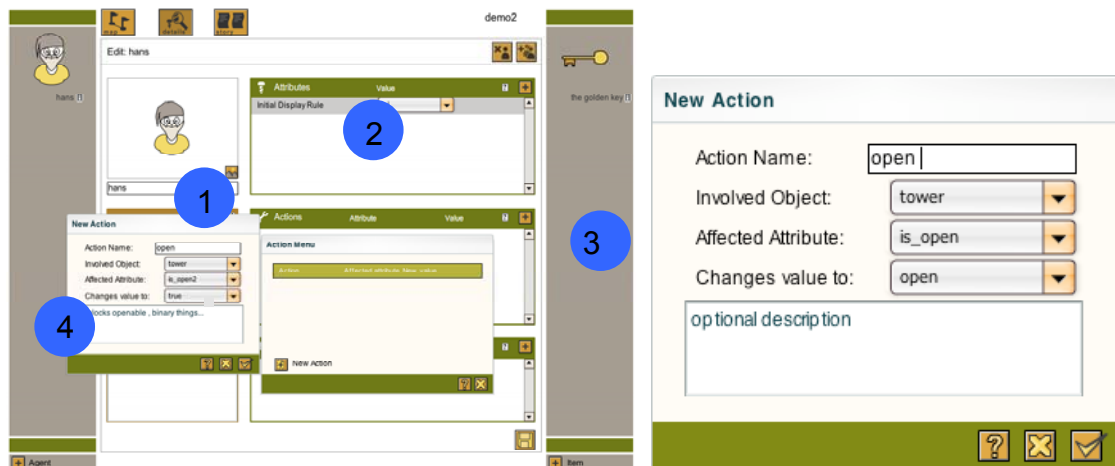 demo2
map
details
story
Edit: hans
hans
the golden key
Attributes Value
Initial Display Rule
2
hans
1
Actions Attribute Value
3
New Action
Action Name: open
Involved Object: tower
Affected Attribute: is_open2
Changes value to: true
locks openable , binary things...
4
Action Menu
Action Affected attribute New value
New Action
Agent
Item
New Action
Action Name: open
Involved Object: tower
Affected Attribute: is_open
Changes value to: open
optional description